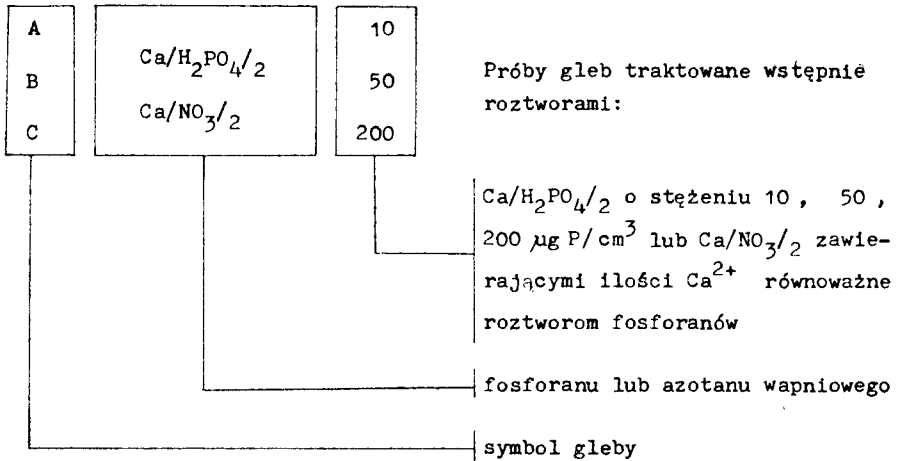 A
B
C
Ca/H₂PO₄/₂
Ca/NO₃/₂
10
50
200
Próby gleb traktowane wstępnie
roztworami:
Ca/H₂PO₄/₂ o stężeniu 10 , 50 ,
200 µg P/cm³ lub Ca/NO₃/₂ zawie-
rającymi ilości Ca²⁺ równoważne
roztworom fosforanów
fosforanu lub azotanu wapniowego
symbol gleby